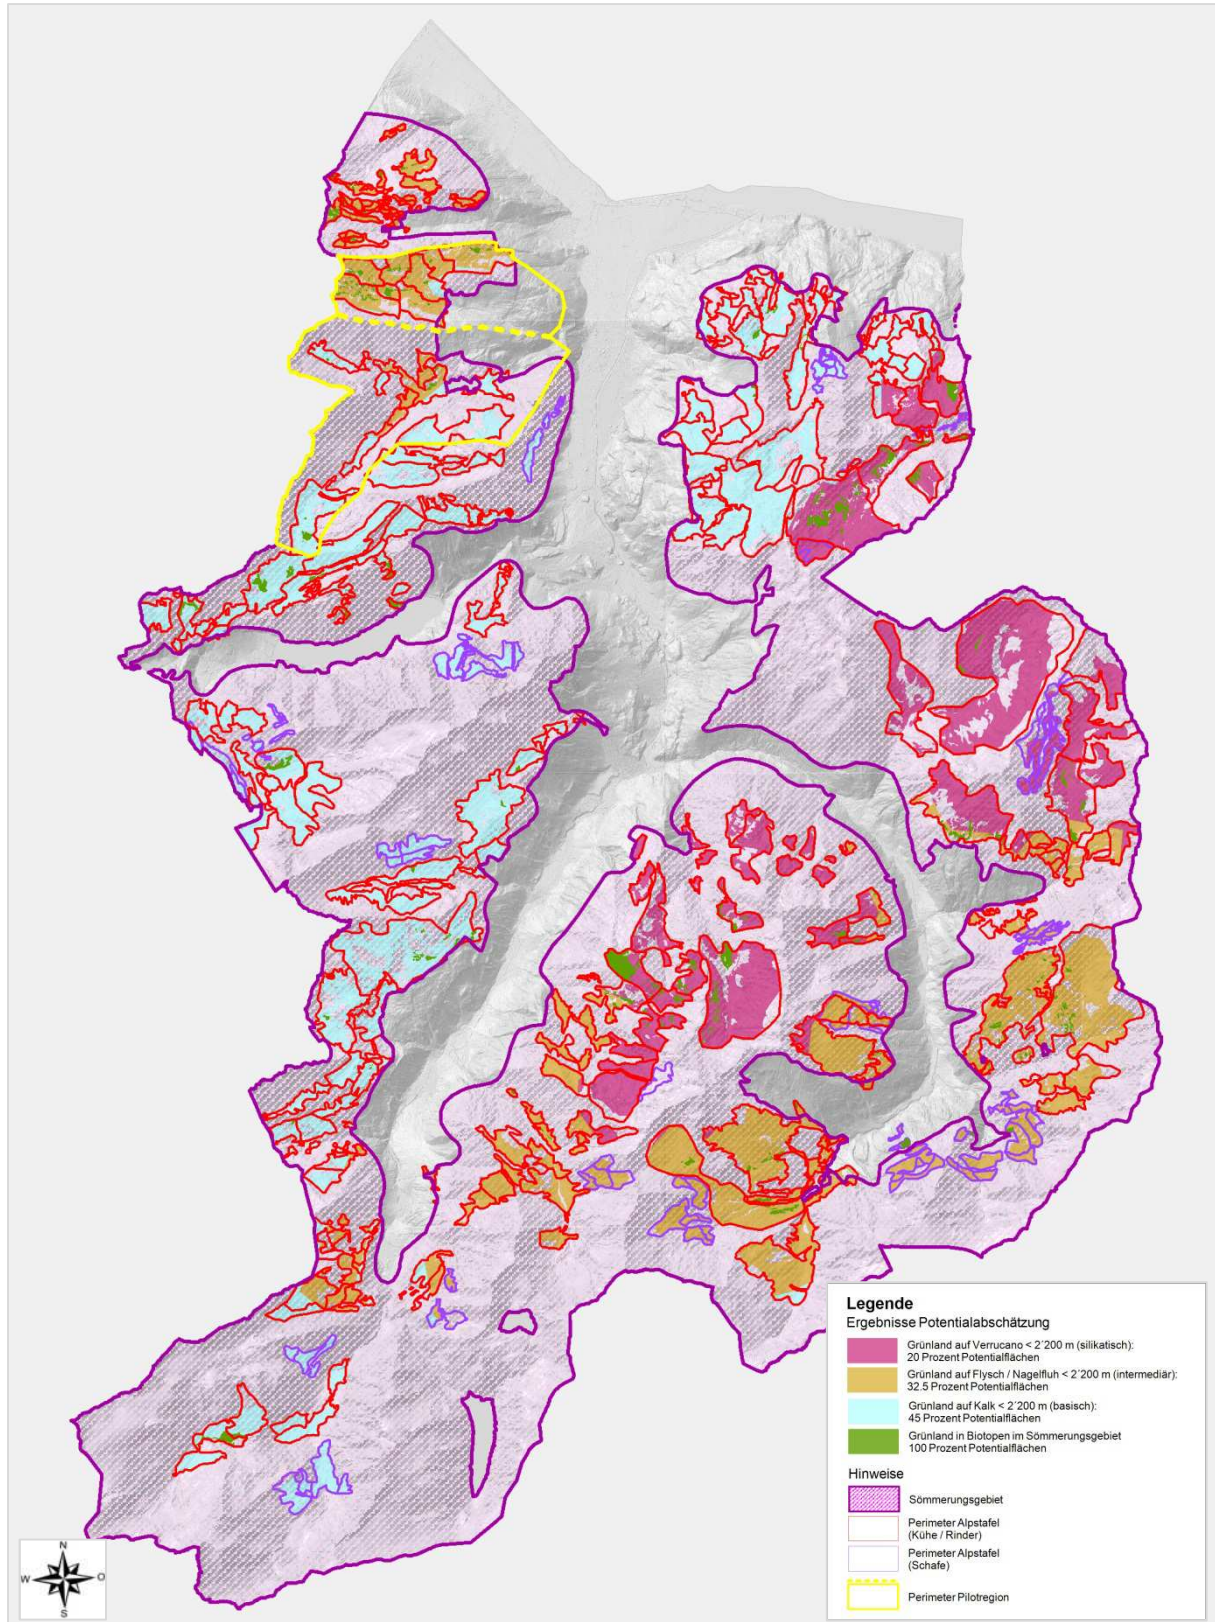 Legende
Ergebnisse Potentialabschätzung
Grünland auf Verrucano < 2´200 m (silikatisch):
20 Prozent Potentialflächen
Grünland auf Flysch / Nagelfluh < 2´200 m (intermediär):
32.5 Prozent Potentialflächen
Grünland auf Kalk < 2´200 m (basisch):
45 Prozent Potentialflächen
Grünland in Biotopen im Sömmerungsgebiet
100 Prozent Potentialflächen
Hinweise
Sömmerungsgebiet
Perimeter Alpstafel
(Kühe / Rinder)
Perimeter Alpstafel
(Schafe)
Perimeter Pilotregion
N
W
O
S